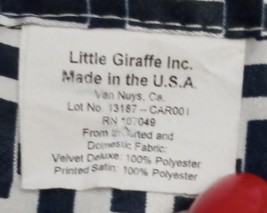 Little Giraffe Inc.
Made in the U.S.A.
Van Nuys, Ca.
Lot No. 13187 – CAR001
RN 107049
From Imported and
Domestic Fabric:
Velvet Deluxe: 100% Polyester
Printed Satin: 100% Polyester